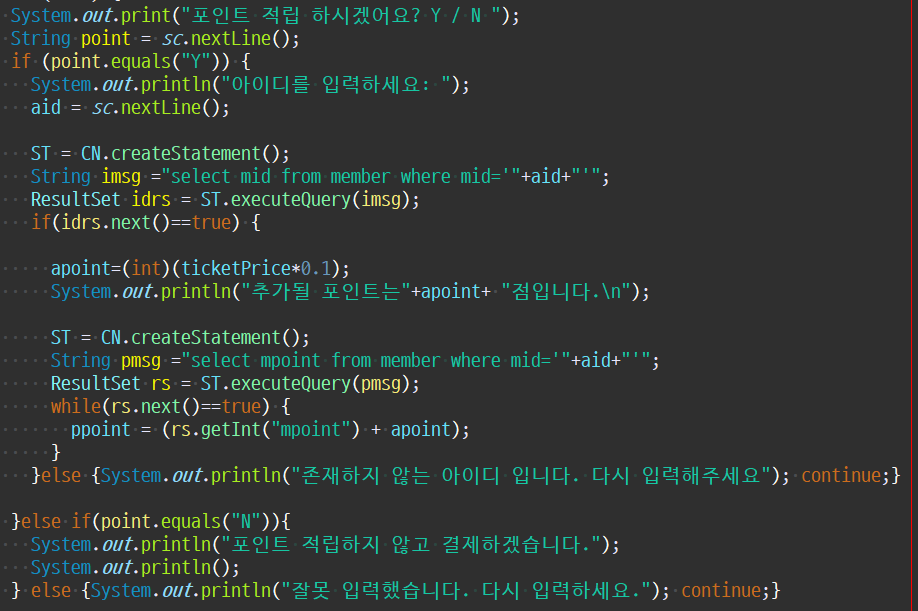 System.out.print("포인트 적립 하시겠어요? Y / N ");
String point = sc.nextLine();
if (point.equals("Y")) {
System.out.println("아이디를 입력하세요: ");
aid = sc.nextLine();
ST = CN.createStatement();
String imsg ="select mid from member where mid='"+aid+"'";
ResultSet idrs = ST.executeQuery(imsg);
if(idrs.next()==true) {
apoint=(int)(ticketPrice*0.1);
System.out.println("추가될 포인트는"+apoint+ "점입니다.\n");
ST = CN.createStatement();
String pmsg ="select mpoint from member where mid='"+aid+"'";
ResultSet rs = ST.executeQuery(pmsg);
while(rs.next()==true) {
ppoint = (rs.getInt("mpoint") + apoint);
}
}else {System.out.println("존재하지 않는 아이디 입니다. 다시 입력해주세요"); continue;}
}else if(point.equals("N")){
System.out.println("포인트 적립하지 않고 결제하겠습니다.");
System.out.println();
} else {System.out.println("잘못 입력했습니다. 다시 입력하세요."); continue;}